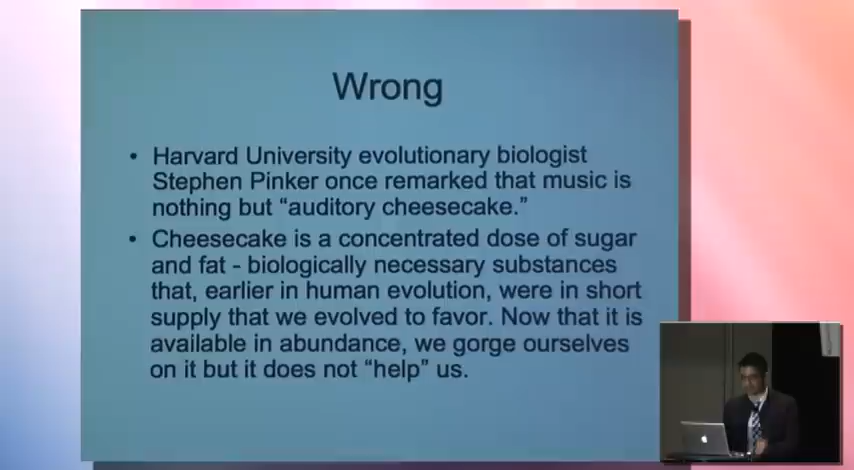 Wrong
• Harvard University evolutionary biologist
Stephen Pinker once remarked that music is
nothing but “auditory cheesecake.”
• Cheesecake is a concentrated dose of sugar
and fat - biologically necessary substances
that, earlier in human evolution, were in short
supply that we evolved to favor. Now that it is
available in abundance, we gorge ourselves
on it but it does not “help” us.